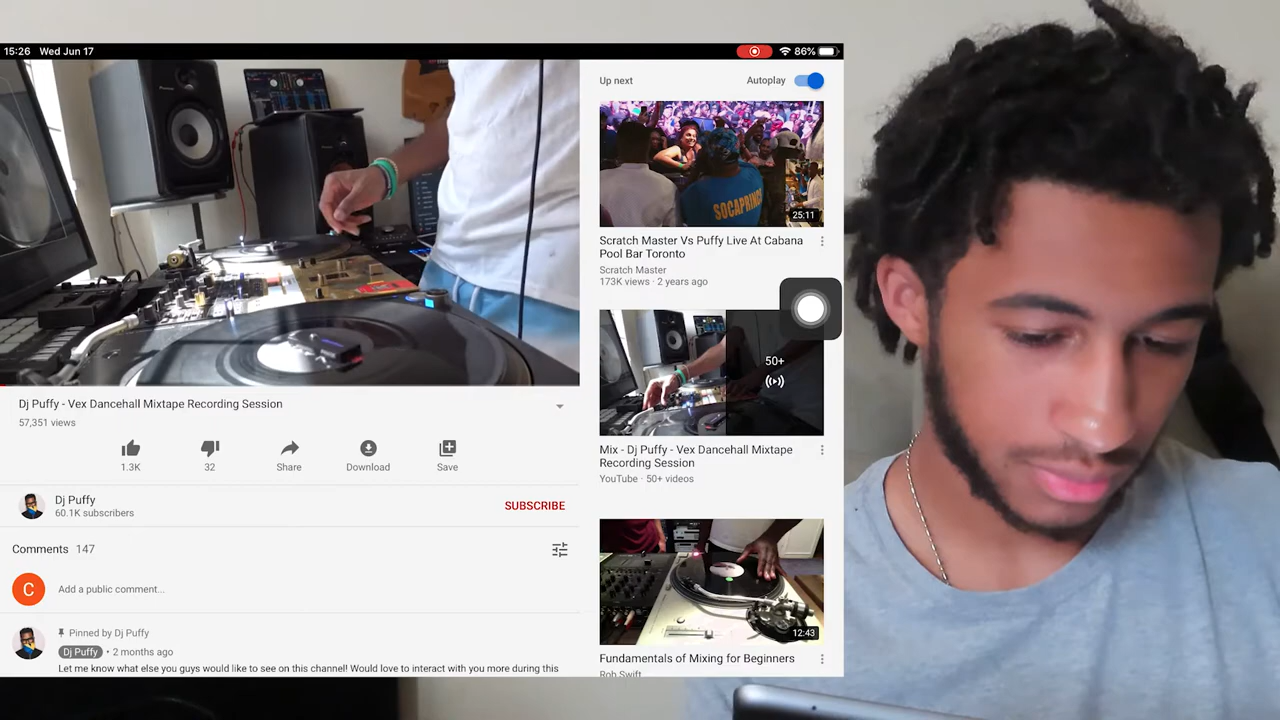 15:26 Wed Jun 17
86%
Dj Puffy - Vex Dancehall Mixtape Recording Session
57,351 views
1.3K
32
Share
Download
Save
Dj Puffy
60.1K subscribers
SUBSCRIBE
Comments 147
C
Add a public comment...
Pinned by Dj Puffy
Dj Puffy • 2 months ago
Let me know what else you guys would like to see on this channel! Would love to interact with you more during this
Up next
Autoplay
SOCAPRINC
25:11
Scratch Master Vs Puffy Live At Cabana
Pool Bar Toronto
Scratch Master
173K views · 2 years ago
50+
Mix - Dj Puffy - Vex Dancehall Mixtape
Recording Session
YouTube · 50+ videos
12:43
Fundamentals of Mixing for Beginners
Rob Swift